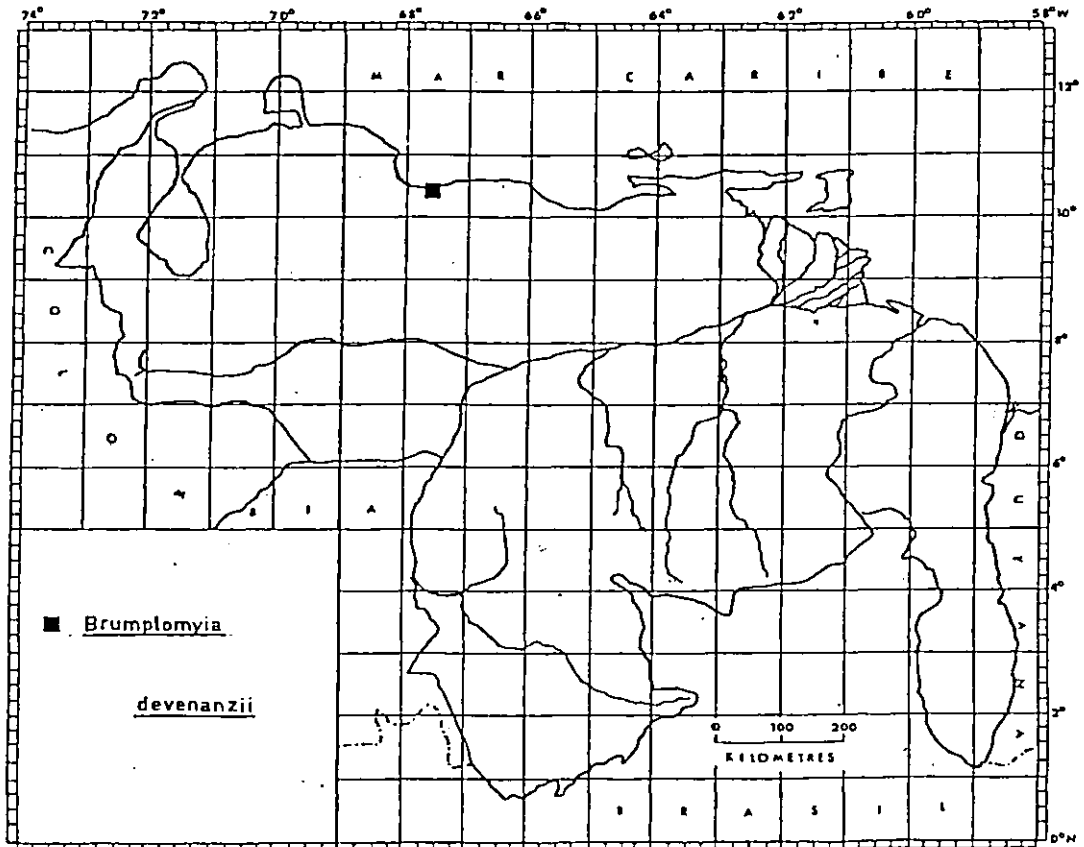 74° 72° 70° 68° 66° 64° 62° 60° 58°W
M A R C A R I B E
12°
10°
8°
6°
4°
2°
0°N
C O L O M B I A
G U Y A N A
■ Brumplomyia
devenanzii
0 100 200
KILOMETRES
B R A S I L